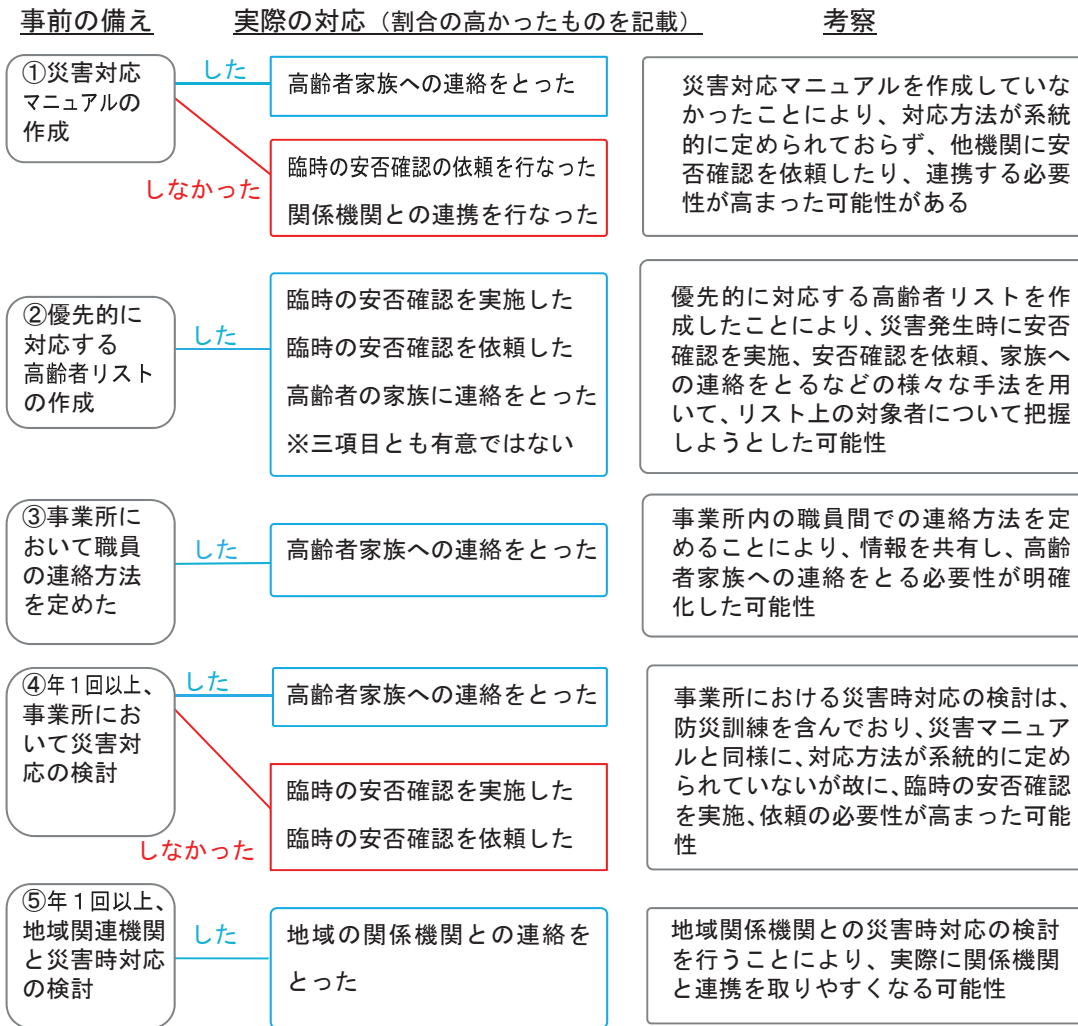 事前の備え
実際の対応（割合の高かったものを記載）
考察
①災害対応
マニュアルの
作成
した
高齢者家族への連絡をとった
しなかった
臨時の安否確認の依頼を行なった
関係機関との連携を行なった
災害対応マニュアルを作成していな
かったことにより、対応方法が系統
的に定められておらず、他機関に安
否確認を依頼したり、連携する必要
性が高まった可能性がある
②優先的に
対応する
高齢者リスト
の作成
した
臨時の安否確認を実施した
臨時の安否確認を依頼した
高齢者の家族に連絡をとった
※三項目とも有意ではない
優先的に対応する高齢者リストを作
成したことにより、災害発生時に安否
確認を実施、安否確認を依頼、家族へ
の連絡をとるなどの様々な手法を用
いて、リスト上の対象者について把握
しようとした可能性
③事業所に
おいて職員
の連絡方法
を定めた
した
高齢者家族への連絡をとった
事業所内の職員間での連絡方法を定
めることにより、情報を共有し、高齢
者家族への連絡をとる必要性が明確
化した可能性
④年１回以上、
事業所にお
いて災害対
応の検討
した
高齢者家族への連絡をとった
しなかった
臨時の安否確認を実施した
臨時の安否確認を依頼した
事業所における災害時対応の検討は、
防災訓練を含んでおり、災害マニュア
ルと同様に、対応方法が系統的に定め
られていないが故に、臨時の安否確認
を実施、依頼の必要性が高まった可能
性
⑤年１回以上、
地域関連機関
と災害時対応
の検討
した
地域の関係機関との連絡を
とった
地域関係機関との災害時対応の検討
を行うことにより、実際に関係機関
と連携を取りやすくなる可能性